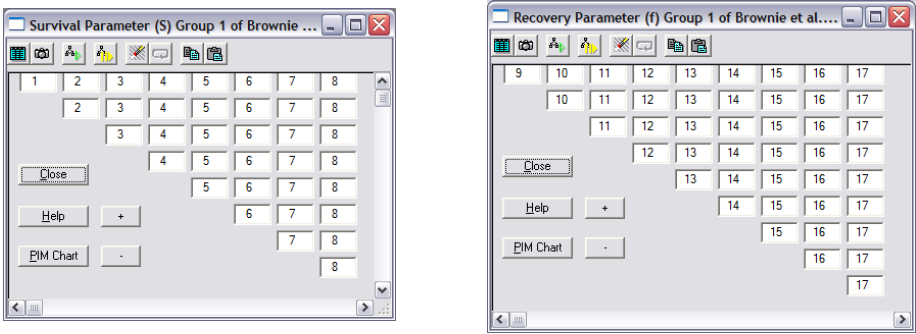 Survival Parameter (S) Group 1 of Brownie ...
1 2 3 4 5 6 7 8
2 3 4 5 6 7 8
3 4 5 6 7 8
4 5 6 7 8
Close
5 6 7 8
Help + 6 7 8
7 8
PIM Chart -
8
Recovery Parameter (f) Group 1 of Brownie et al....
9 10 11 12 13 14 15 16 17
10 11 12 13 14 15 16 17
11 12 13 14 15 16 17
12 13 14 15 16 17
Close
13 14 15 16 17
Help + 14 15 16 17
15 16 17
PIM Chart -
16 17
17